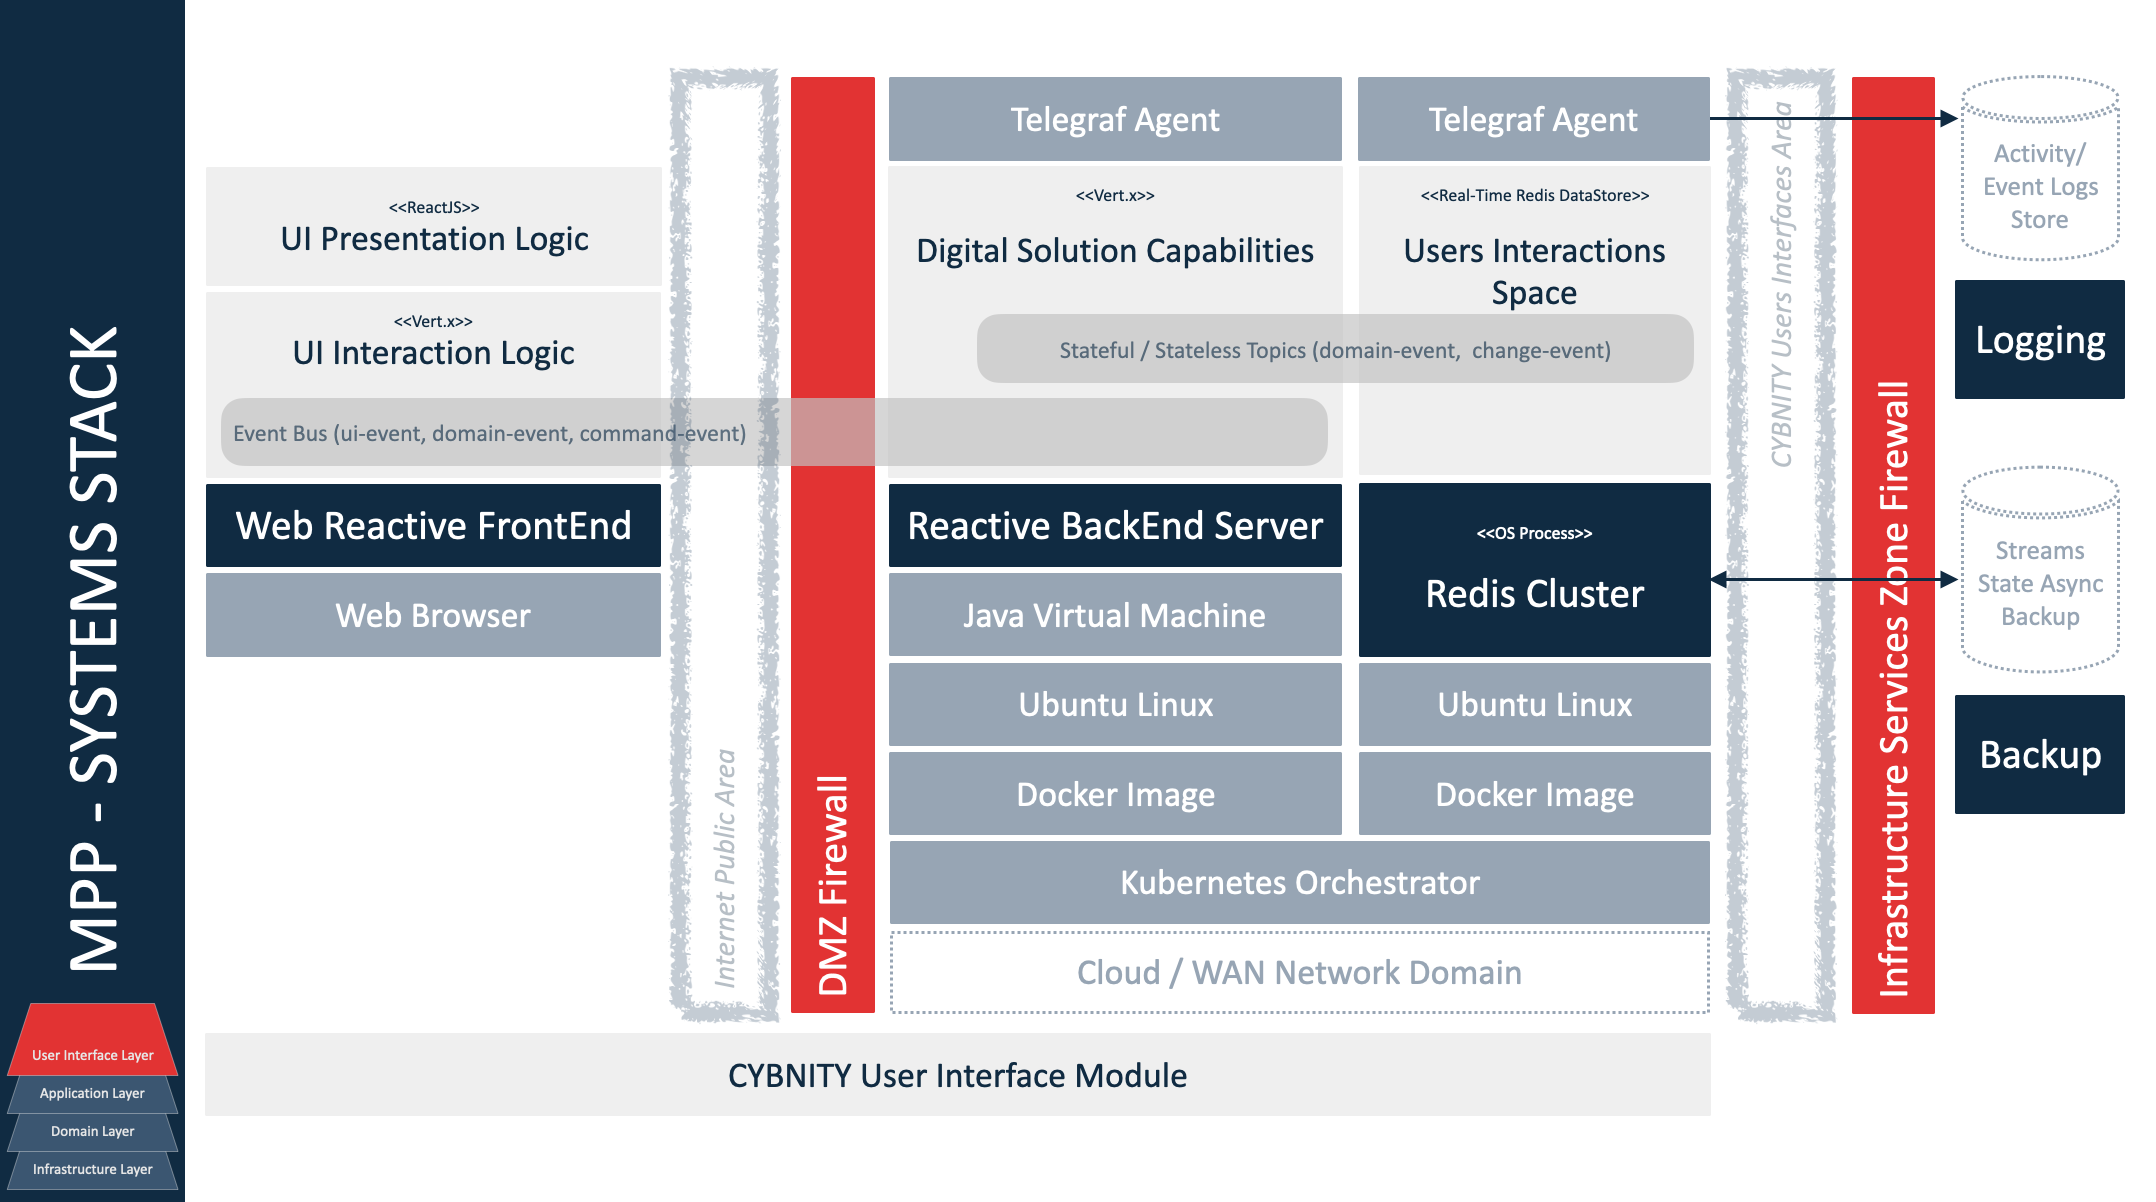 MPP - SYSTEMS STACK
User Interface Layer
Application Layer
Domain Layer
Infrastructure Layer
<<ReactJS>>
UI Presentation Logic
<<Vert.x>>
UI Interaction Logic
Event Bus (ui-event, domain-event, command-event)
Web Reactive FrontEnd
Web Browser
Internet Public Area
DMZ Firewall
Telegraf Agent
<<Vert.x>>
Digital Solution Capabilities
Reactive BackEnd Server
Java Virtual Machine
Ubuntu Linux
Docker Image
Telegraf Agent
<<Real-Time Redis DataStore>>
Users Interactions
Space
Stateful / Stateless Topics (domain-event,  change-event)
<<OS Process>>
Redis Cluster
Ubuntu Linux
Docker Image
Kubernetes Orchestrator
Cloud / WAN Network Domain
CYBNITY User Interface Module
CYBNITY Users Interfaces Area
Infrastructure Services Zone Firewall
Activity/
Event Logs
Store
Logging
Streams
State Async
Backup
Backup